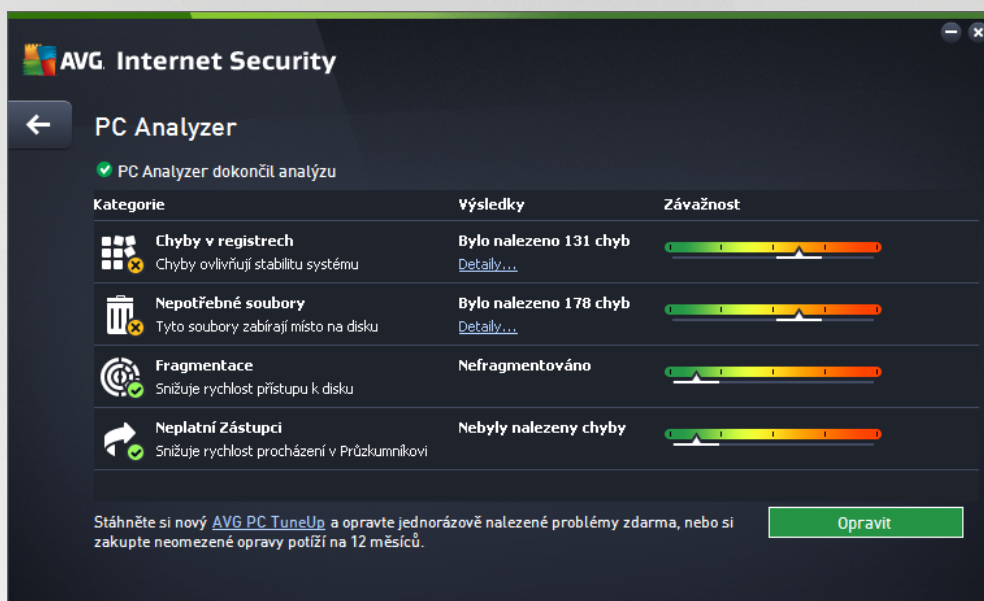 AVG. Internet Security
PC Analyzer
PC Analyzer dokončil analýzu
Kategorie Výsledky Závažnost
Chyby v registrech Bylo nalezeno 131 chyb
Chyby ovlivňují stabilitu systému Detaily...
Nepotřebné soubory Bylo nalezeno 178 chyb
Tyto soubory zabírají místo na disku Detaily...
Fragmentace Nefragmentováno
Snižuje rychlost přístupu k disku
Neplatní Zástupci Nebyly nalezeny chyby
Snižuje rychlost procházení v Průzkumníkovi
Stáhněte si nový AVG PC TuneUp a opravte jednorázově nalezené problémy zdarma, nebo si
zakupte neomezené opravy potíží na 12 měsíců.
Opravit